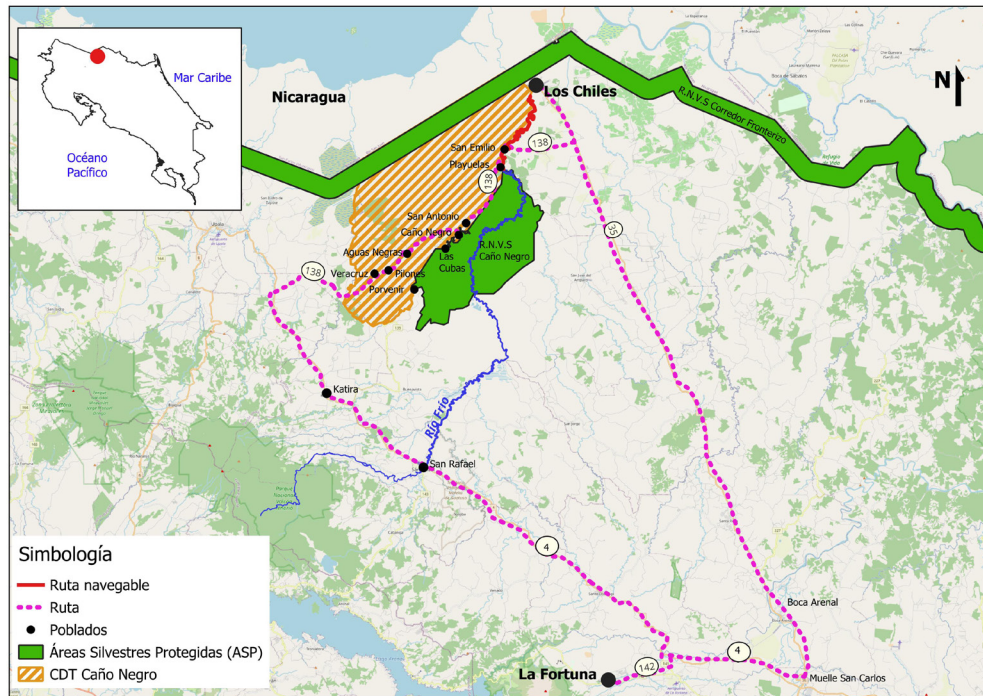 Mar Caribe
Océano
Pacífico
Nicaragua
N
Los Chiles
R.N.V.S Corredor Fronterizo
San Emilio
138
Playuelas
138
San Antonio
Caño Negro
R.N.V.S
Caño Negro
35
Aguas Negras
Las
Cubas
138
Veracruz
Pilones
Porvenir
Katira
Río Frío
San Rafael
4
Boca Arenal
4
142
La Fortuna
Muelle San Carlos
Simbología
Ruta navegable
Ruta
Poblados
Áreas Silvestres Protegidas (ASP)
CDT Caño Negro